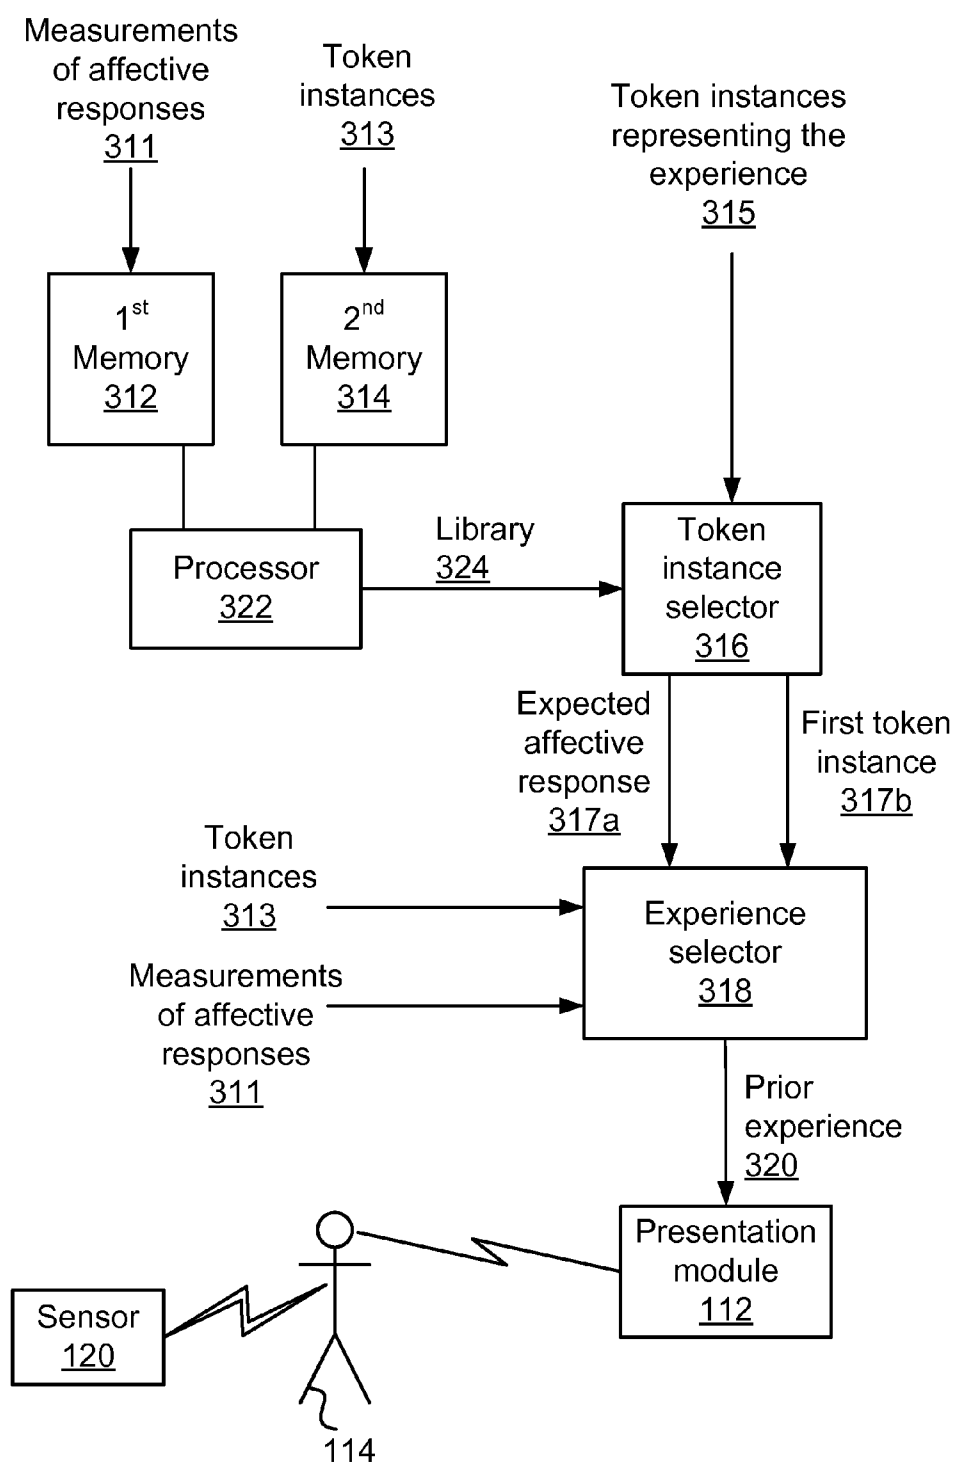 Measurements
of affective
responses
311
Token
instances
313
Token instances
representing the
experience
315
1st
Memory
312
2nd
Memory
314
Processor
322
Library
324
Token
instance
selector
316
Expected
affective
response
317a
First token
instance
317b
Token
instances
313
Measurements
of affective
responses
311
Experience
selector
318
Prior
experience
320
Presentation
module
112
Sensor
120
114